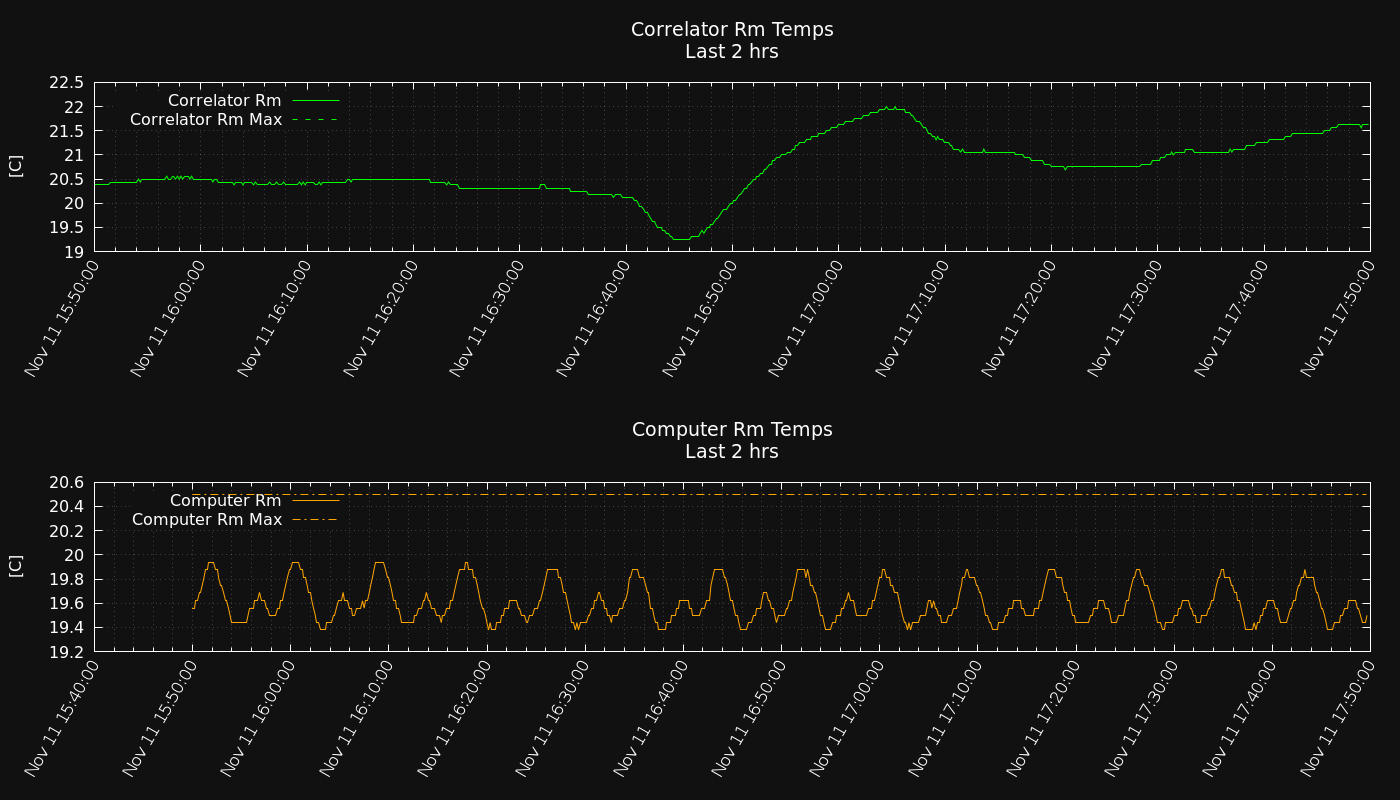 Correlator Rm Temps
Last 2 hrs
22.5
22
21.5
21
20.5
20
19.5
19
[C]
Correlator Rm
Correlator Rm Max
Nov 11 15:50:00
Nov 11 16:00:00
Nov 11 16:10:00
Nov 11 16:20:00
Nov 11 16:30:00
Nov 11 16:40:00
Nov 11 16:50:00
Nov 11 17:00:00
Nov 11 17:10:00
Nov 11 17:20:00
Nov 11 17:30:00
Nov 11 17:40:00
Nov 11 17:50:00
Computer Rm Temps
Last 2 hrs
20.6
20.4
20.2
20
19.8
19.6
19.4
19.2
[C]
Computer Rm
Computer Rm Max
Nov 11 15:40:00
Nov 11 15:50:00
Nov 11 16:00:00
Nov 11 16:10:00
Nov 11 16:20:00
Nov 11 16:30:00
Nov 11 16:40:00
Nov 11 16:50:00
Nov 11 17:00:00
Nov 11 17:10:00
Nov 11 17:20:00
Nov 11 17:30:00
Nov 11 17:40:00
Nov 11 17:50:00